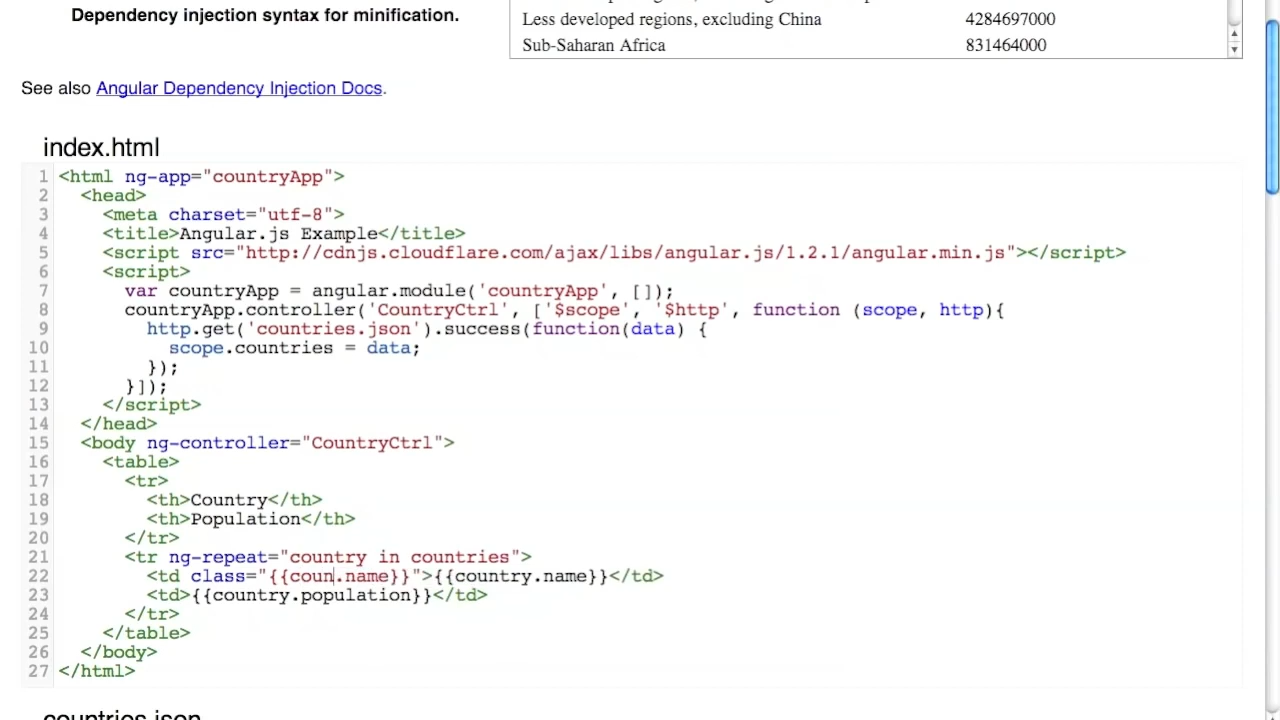 Dependency injection syntax for minification.
Less developed regions, excluding China 4284697000
Sub-Saharan Africa 831464000
See also Angular Dependency Injection Docs.
index.html
1 <html ng-app="countryApp">
2 <head>
3 <meta charset="utf-8">
4 <title>Angular.js Example</title>
5 <script src="http://cdnjs.cloudflare.com/ajax/libs/angular.js/1.2.1/angular.min.js"></script>
6 <script>
7 var countryApp = angular.module('countryApp', []);
8 countryApp.controller('CountryCtrl', ['$scope', '$http', function (scope, http){
9 http.get('countries.json').success(function(data) {
10 scope.countries = data;
11 });
12 }]);
13 </script>
14 </head>
15 <body ng-controller="CountryCtrl">
16 <table>
17 <tr>
18 <th>Country</th>
19 <th>Population</th>
20 </tr>
21 <tr ng-repeat="country in countries">
22 <td class="{{coun.name}}">{{country.name}}</td>
23 <td>{{country.population}}</td>
24 </tr>
25 </table>
26 </body>
27 </html>
countries.json